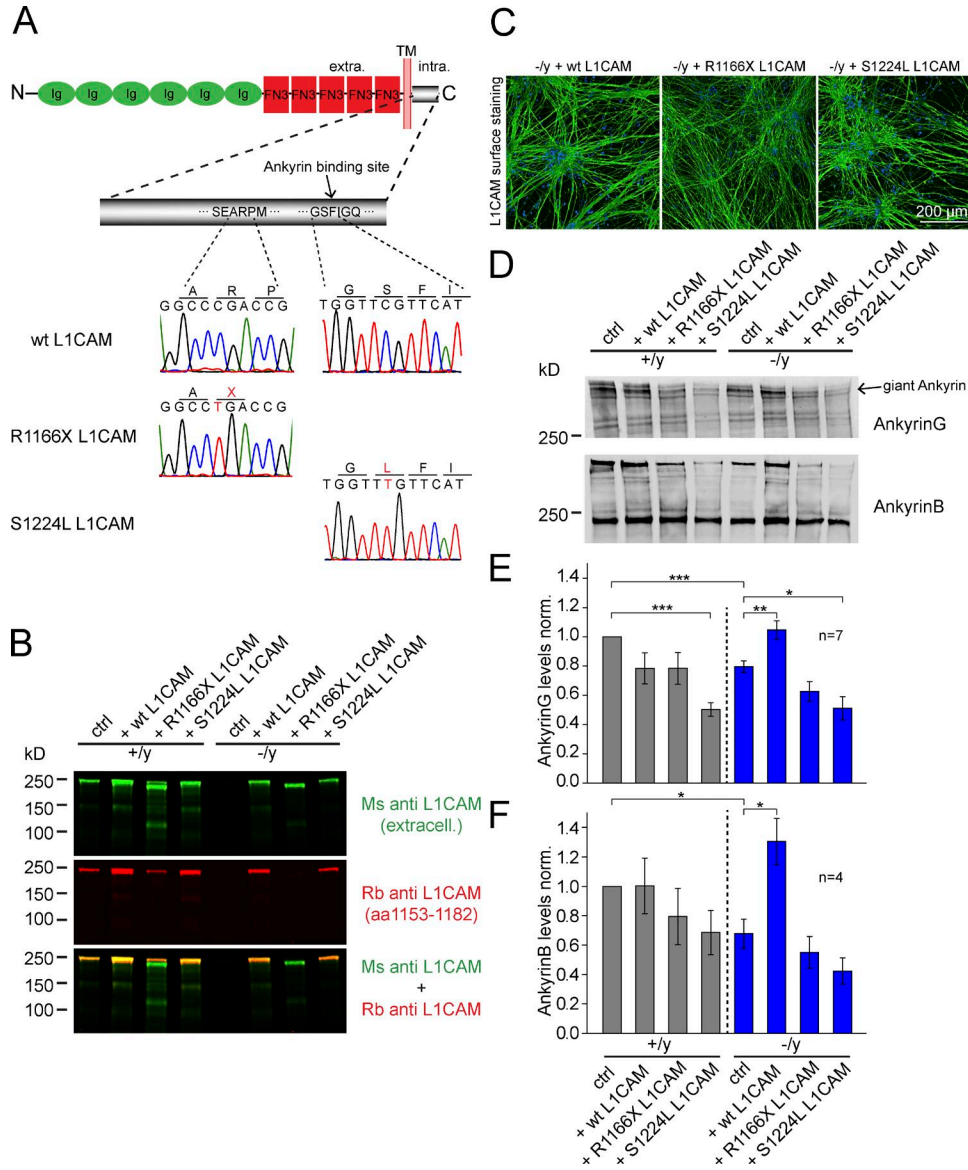 A
TM
extra. intra.
N Ig Ig Ig Ig Ig Ig FN3 FN3 FN3 FN3 FN3 C
Ankyrin binding site
··· SEARPM ··· ···GSFIGQ ···
A R P
G G C C C G A C C G
G S F I
T G G T T C G T T C A T
wt L1CAM
A X
G G C C T G A C C G
R1166X L1CAM
G L F I
T G G T T T G T T C A T
S1224L L1CAM
B
ctrl
+ wt L1CAM
+ R1166X L1CAM
+ S1224L L1CAM
ctrl
+ wt L1CAM
+ R1166X L1CAM
+ S1224L L1CAM
kD +/y -/y
250
150
100
Ms anti L1CAM
(extracell.)
250
150
100
Rb anti L1CAM
(aa1153-1182)
250
150
100
Ms anti L1CAM
+
Rb anti L1CAM
C
-/y + wt L1CAM -/y + R1166X L1CAM -/y + S1224L L1CAM
L1CAM surface staining
200 µm
D
ctrl
+ wt L1CAM
+ R1166X L1CAM
+ S1224L L1CAM
ctrl
+ wt L1CAM
+ R1166X L1CAM
+ S1224L L1CAM
kD +/y -/y
giant Ankyrin
AnkyrinG
250
AnkyrinB
250
E
AnkyrinG levels norm.
1.4
1.2
1.0
0.8
0.6
0.4
0.2
0.0
*** *
*** **
n=7
F
AnkyrinB levels norm.
1.4
1.2
1.0
0.8
0.6
0.4
0.2
0.0
* *
n=4
+/y -/y
ctrl
+ wt L1CAM
+ R1166X L1CAM
+ S1224L L1CAM
ctrl
+ wt L1CAM
+ R1166X L1CAM
+ S1224L L1CAM